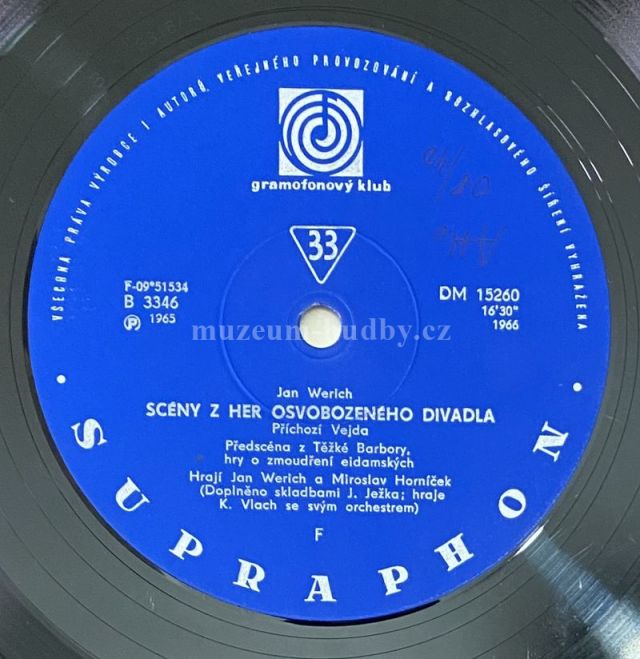 VŠECHNA PRÁVA VÝROBCE I AUTORŮ, VEŘEJNÉHO PROVOZOVÁNÍ A ROZHLASOVÉHO ŠÍŘENÍ VYHRAZENA
gramofonový klub
33
F-09*51534
B 3346
Ⓟ 1965
DM 15260
16'30"
1966
muzeum-hudby.cz
Jan Werich
SCÉNY Z HER OSVOBOZENÉHO DIVADLA
Příchozí Vejda
Předscéna z Těžké Barbory,
hry o zmoudření eidamských
Hrají Jan Werich a Miroslav Horníček
(Doplněno skladbami J. Ježka; hraje
K. Vlach se svým orchestrem)
F
• SUPRAPHON •